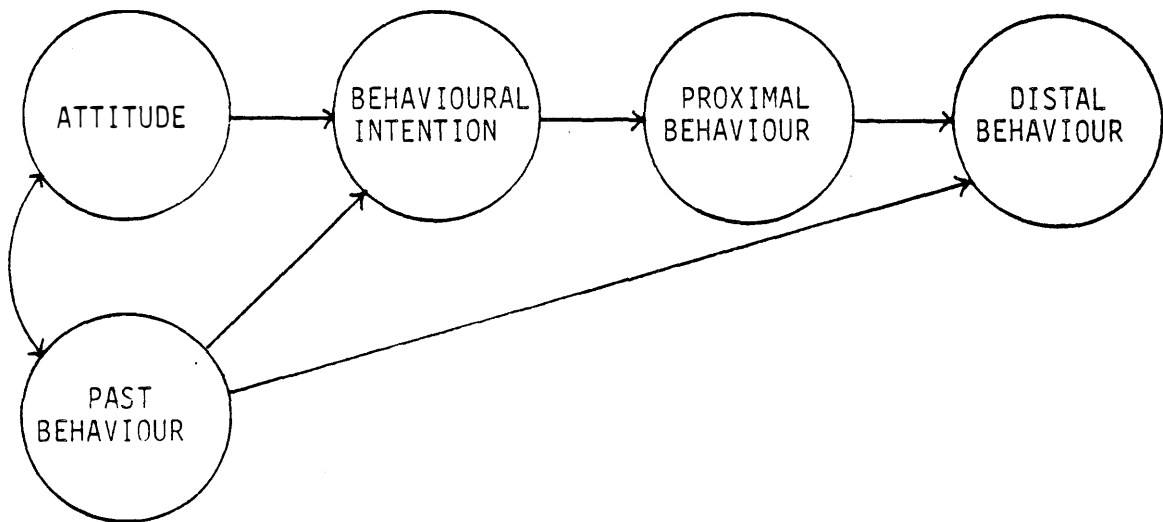 ATTITUDE
BEHAVIOURAL
INTENTION
PROXIMAL
BEHAVIOUR
DISTAL
BEHAVIOUR
PAST
BEHAVIOUR